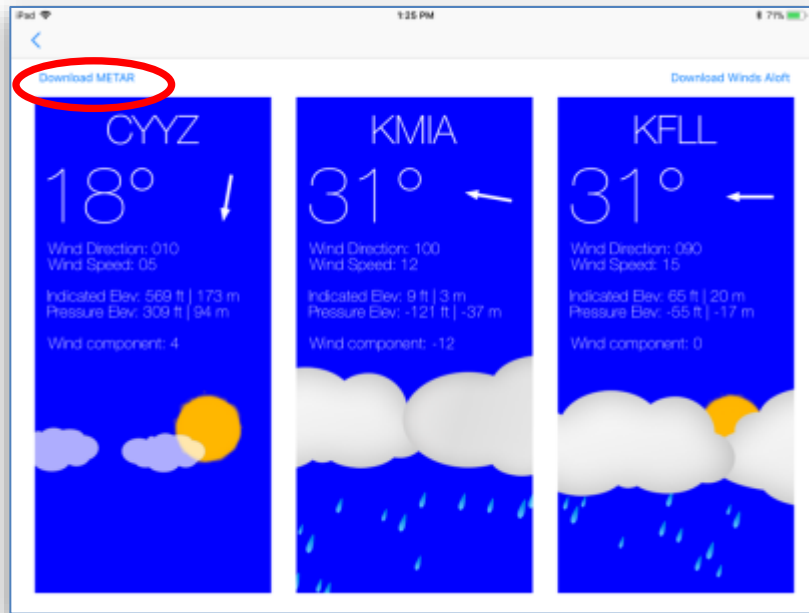 iPad 1:25 PM 71%
Download METAR Download Winds Aloft
CYYZ
18°
Wind Direction: 010
Wind Speed: 05
Indicated Elev: 569 ft | 173 m
Pressure Elev: 309 ft | 94 m
Wind component: 4
KMIA
31°
Wind Direction: 100
Wind Speed: 12
Indicated Elev: 9 ft | 3 m
Pressure Elev: -121 ft | -37 m
Wind component: -12
KFLL
31°
Wind Direction: 090
Wind Speed: 15
Indicated Elev: 65 ft | 20 m
Pressure Elev: -55 ft | -17 m
Wind component: 0